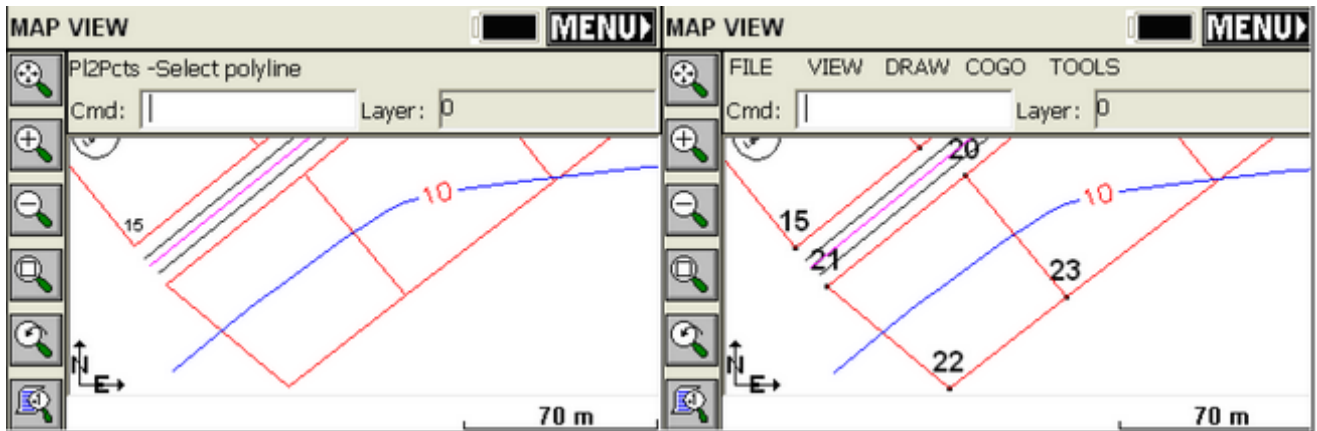 MAP VIEW MENU
Pl2Pcts -Select polyline
Cmd: Layer: 0
10
15
N
E
70 m
MAP VIEW MENU
FILE VIEW DRAW COGO TOOLS
Cmd: Layer: 0
20
10
15
21
23
22
N
E
70 m